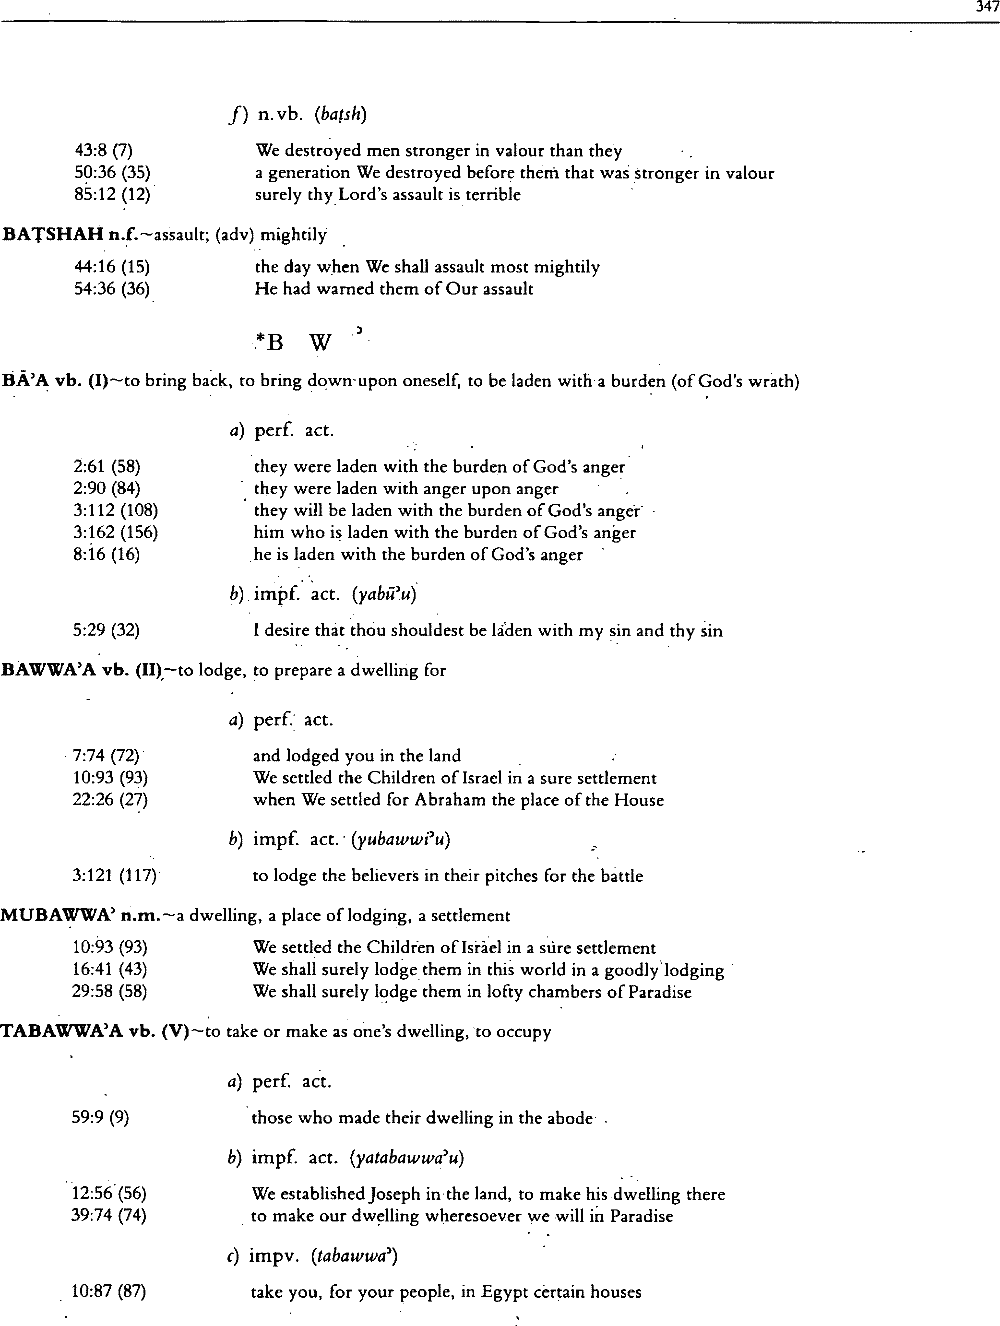 347
f) n.vb. (baṭsh)
43:8 (7) We destroyed men stronger in valour than they
50:36 (35) a generation We destroyed before them that was stronger in valour
85:12 (12) surely thy Lord's assault is terrible
BAṬSHAH n.f.~assault; (adv) mightily
44:16 (15) the day when We shall assault most mightily
54:36 (36) He had warned them of Our assault
*B W ʾ
BĀʾA vb. (I)~to bring back, to bring down upon oneself, to be laden with a burden (of God's wrath)
a) perf. act.
2:61 (58) they were laden with the burden of God's anger
2:90 (84) they were laden with anger upon anger
3:112 (108) they will be laden with the burden of God's anger
3:162 (156) him who is laden with the burden of God's anger
8:16 (16) he is laden with the burden of God's anger
b) impf. act. (yabūʾu)
5:29 (32) I desire that thou shouldest be laden with my sin and thy sin
BAWWAʾA vb. (II)~to lodge, to prepare a dwelling for
a) perf. act.
7:74 (72) and lodged you in the land
10:93 (93) We settled the Children of Israel in a sure settlement
22:26 (27) when We settled for Abraham the place of the House
b) impf. act. (yubawwiʾu)
3:121 (117) to lodge the believers in their pitches for the battle
MUBAWWAʾ n.m.~a dwelling, a place of lodging, a settlement
10:93 (93) We settled the Children of Israel in a sure settlement
16:41 (43) We shall surely lodge them in this world in a goodly lodging
29:58 (58) We shall surely lodge them in lofty chambers of Paradise
TABAWWAʾA vb. (V)~to take or make as one's dwelling, to occupy
a) perf. act.
59:9 (9) those who made their dwelling in the abode
b) impf. act. (yatabawwaʾu)
12:56 (56) We established Joseph in the land, to make his dwelling there
39:74 (74) to make our dwelling wheresoever we will in Paradise
c) impv. (tabawwaʾ)
10:87 (87) take you, for your people, in Egypt certain houses